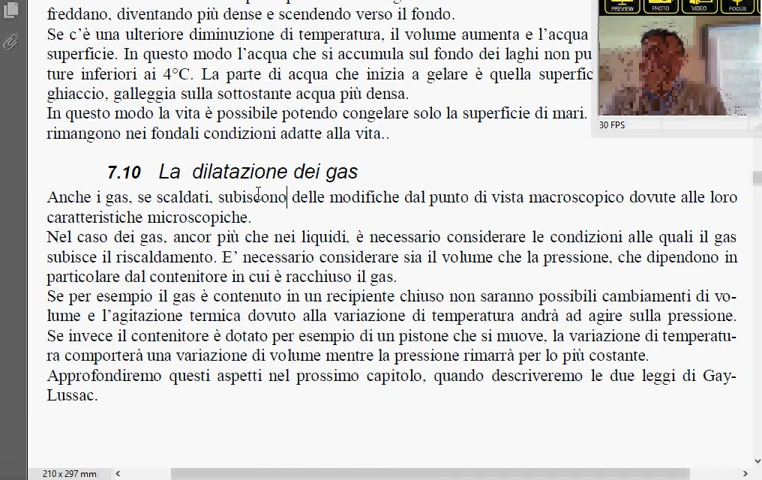 freddano, diventando più dense e scendendo verso il fondo.
Se c'è una ulteriore diminuzione di temperatura, il volume aumenta e l'acqua
superficie. In questo modo l'acqua che si accumula sul fondo dei laghi non pu
ture inferiori ai 4°C. La parte di acqua che inizia a gelare è quella superfic
ghiaccio, galleggia sulla sottostante acqua più densa.
In questo modo la vita è possibile potendo congelare solo la superficie di mari.
rimangono nei fondali condizioni adatte alla vita..
PREVIEW PHOTO VIDEO FOCUS
30 FPS
7.10 La dilatazione dei gas
Anche i gas, se scaldati, subiscono delle modifiche dal punto di vista macroscopico dovute alle loro
caratteristiche microscopiche.
Nel caso dei gas, ancor più che nei liquidi, è necessario considerare le condizioni alle quali il gas
subisce il riscaldamento. E' necessario considerare sia il volume che la pressione, che dipendono in
particolare dal contenitore in cui è racchiuso il gas.
Se per esempio il gas è contenuto in un recipiente chiuso non saranno possibili cambiamenti di vo-
lume e l'agitazione termica dovuto alla variazione di temperatura andrà ad agire sulla pressione.
Se invece il contenitore è dotato per esempio di un pistone che si muove, la variazione di temperatu-
ra comporterà una variazione di volume mentre la pressione rimarrà per lo più costante.
Approfondiremo questi aspetti nel prossimo capitolo, quando descriveremo le due leggi di Gay-
Lussac.
210 x 297 mm